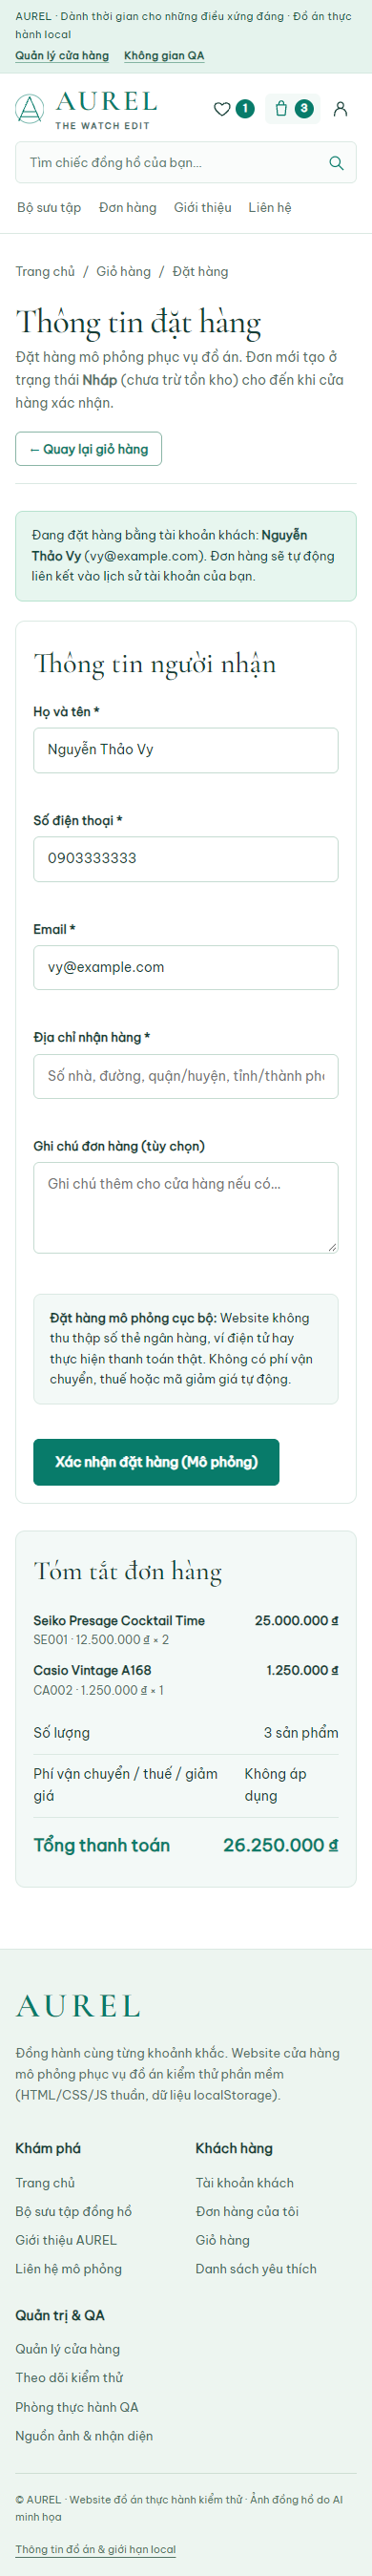 AUREL · Dành thời gian cho những điều xứng đáng · Đồ án thực
hành local
Quản lý cửa hàng Không gian QA
AUREL
THE WATCH EDIT
1
3
Tìm chiếc đồng hồ của bạn...
Bộ sưu tập Đơn hàng Giới thiệu Liên hệ
Trang chủ / Giỏ hàng / Đặt hàng
Thông tin đặt hàng
Đặt hàng mô phỏng phục vụ đồ án. Đơn mới tạo ở
trạng thái Nháp (chưa trừ tồn kho) cho đến khi cửa
hàng xác nhận.
← Quay lại giỏ hàng
Đang đặt hàng bằng tài khoản khách: Nguyễn
Thảo Vy (vy@example.com). Đơn hàng sẽ tự động
liên kết vào lịch sử tài khoản của bạn.
Thông tin người nhận
Họ và tên *
Nguyễn Thảo Vy
Số điện thoại *
0903333333
Email *
vy@example.com
Địa chỉ nhận hàng *
Số nhà, đường, quận/huyện, tỉnh/thành phố
Ghi chú đơn hàng (tùy chọn)
Ghi chú thêm cho cửa hàng nếu có...
Đặt hàng mô phỏng cục bộ: Website không
thu thập số thẻ ngân hàng, ví điện tử hay
thực hiện thanh toán thật. Không có phí vận
chuyển, thuế hoặc mã giảm giá tự động.
Xác nhận đặt hàng (Mô phỏng)
Tóm tắt đơn hàng
Seiko Presage Cocktail Time 25.000.000 ₫
SE001 · 12.500.000 ₫ × 2
Casio Vintage A168 1.250.000 ₫
CA002 · 1.250.000 ₫ × 1
Số lượng 3 sản phẩm
Phí vận chuyển / thuế / giảm Không áp
giá dụng
Tổng thanh toán 26.250.000 ₫
AUREL
Đồng hành cùng từng khoảnh khắc. Website cửa hàng
mô phỏng phục vụ đồ án kiểm thử phần mềm
(HTML/CSS/JS thuần, dữ liệu localStorage).
Khám phá
Trang chủ
Bộ sưu tập đồng hồ
Giới thiệu AUREL
Liên hệ mô phỏng
Khách hàng
Tài khoản khách
Đơn hàng của tôi
Giỏ hàng
Danh sách yêu thích
Quản trị & QA
Quản lý cửa hàng
Theo dõi kiểm thử
Phòng thực hành QA
Nguồn ảnh & nhận diện
© AUREL · Website đồ án thực hành kiểm thử · Ảnh đồng hồ do AI
minh họa
Thông tin đồ án & giới hạn local